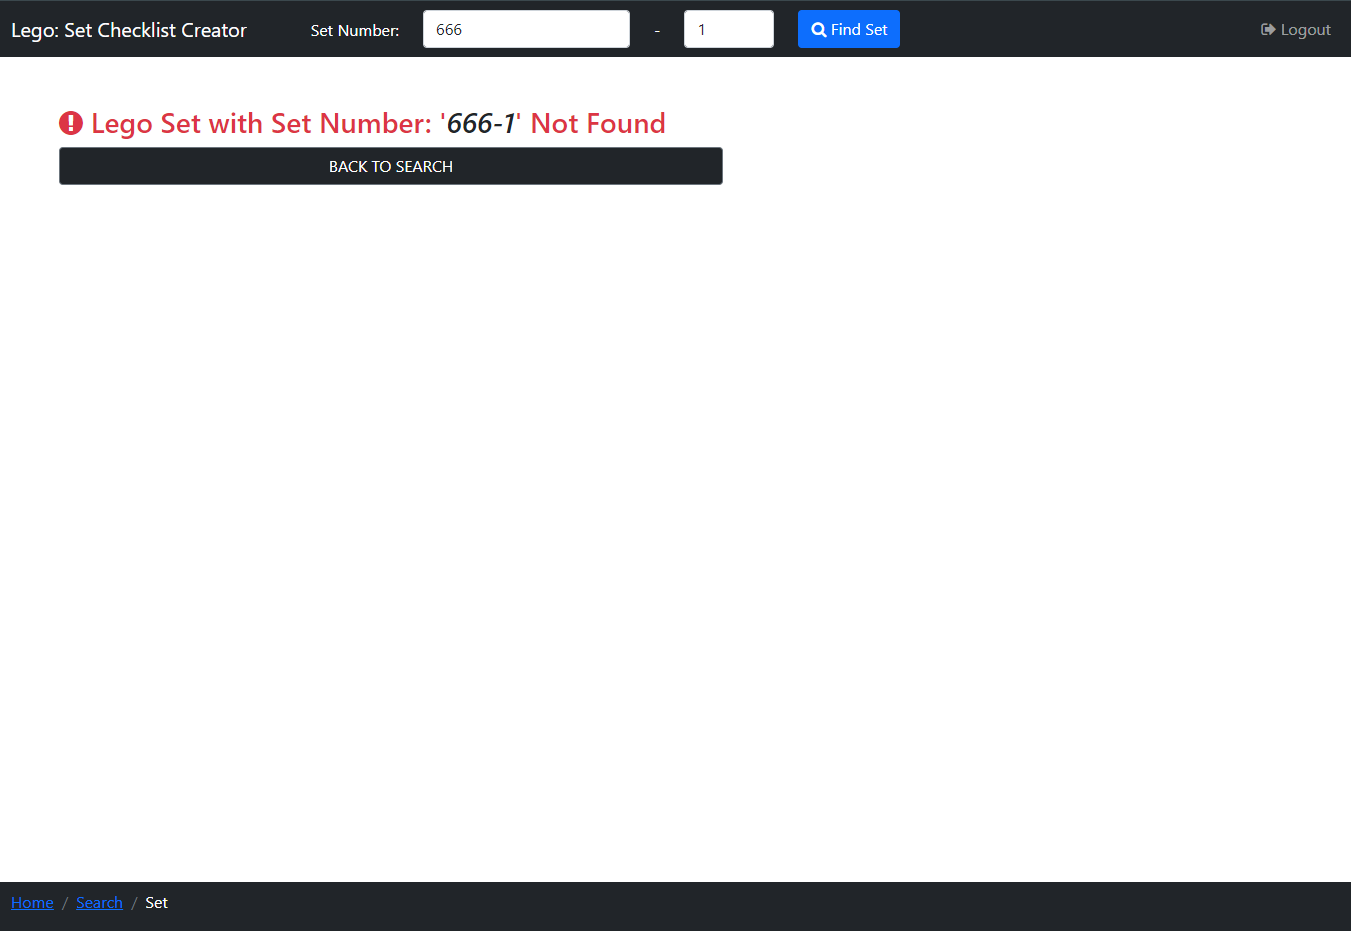 Lego: Set Checklist Creator Set Number: 666 - 1 Find Set Logout
Lego Set with Set Number: '666-1' Not Found
BACK TO SEARCH
Home / Search / Set